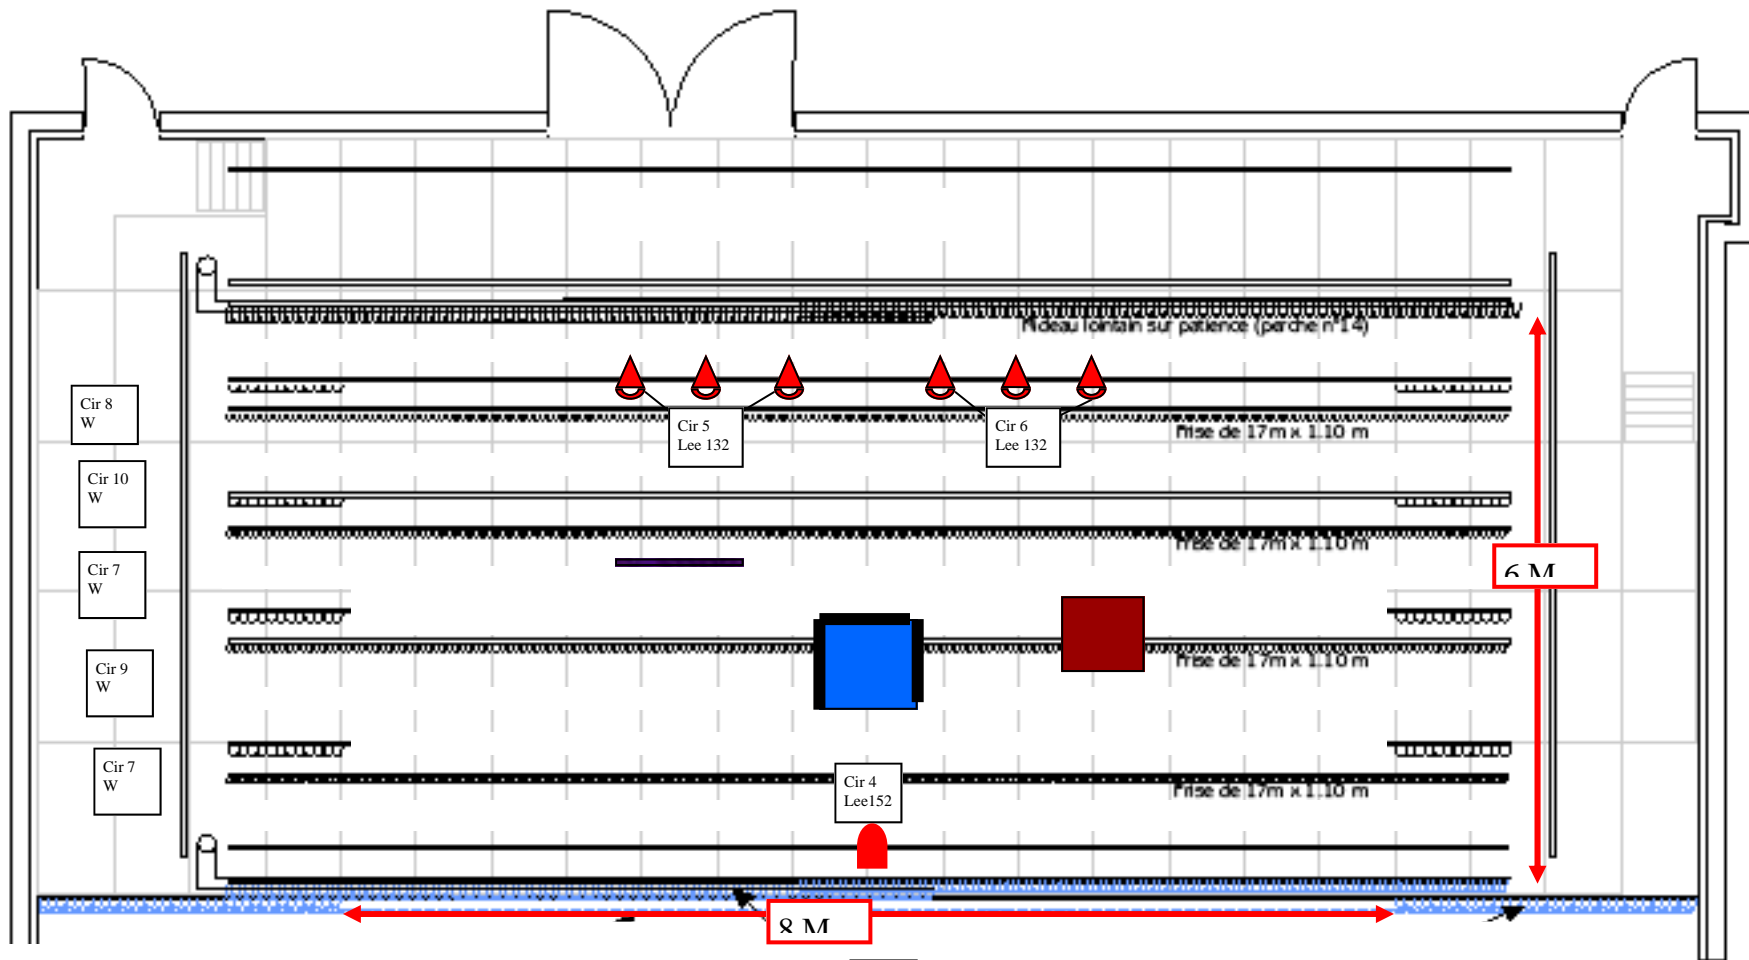 Rideau lointain sur patience (perche n°14)
Cir 8
W
Cir 5
Lee 132
Cir 6
Lee 132
Frise de 17m x 1.10 m
Cir 10
W
Frise de 17m x 1.10 m
Cir 7
W
6 M
Cir 9
W
Frise de 17m x 1.10 m
Cir 7
W
Cir 4
Lee152
Frise de 17m x 1.10 m
8 M